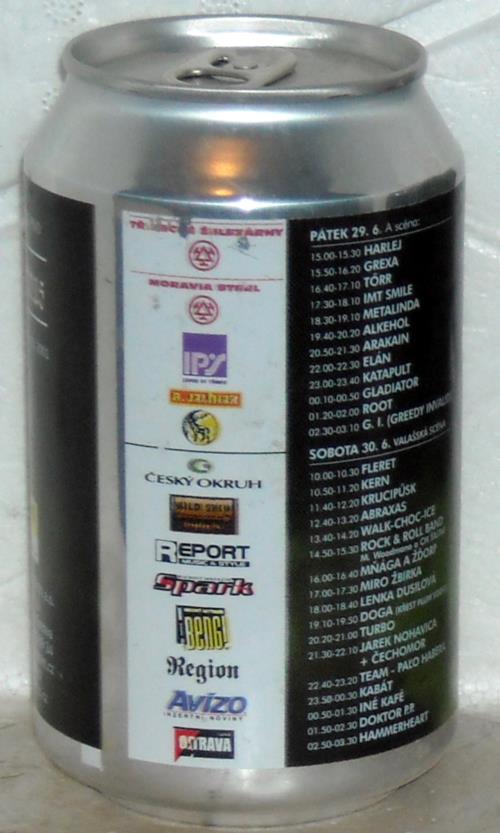 TŘINECKÉ ŽELEZÁRNY
MORAVIA STEEL
IPS
R. JELÍNEK
ČESKÝ OKRUH
REPORT
MUSIC & STYLE
Spark
BENG!
Region
Avízo
INZERTNÍ NOVINY
OSTRAVA
PÁTEK 29. 6. A scéna:
15.00-15.30 HARLEJ
15.50-16.20 GREXA
16.40-17.10 TÖRR
17.30-18.10 IMT SMILE
18.30-19.10 METALINDA
19.40-20.20 ALKEHOL
20.50-21.30 ARAKAIN
22.00-22.30 ELÁN
23.00-23.40 KATAPULT
00.10-00.50 GLADIATOR
01.20-02.00 ROOT
02.30-03.10 G. I. (GREEDY
SOBOTA 30. 6. VALAŠSKÁ SCÉNA
10.00-10.30 FLERET
10.50-11.20 KERN
11.40-12.20 KRUCIPÜSK
12.40-13.20 ABRAXAS
13.40-14.20 WALK-CHOC-ICE
14.50-15.30 ROCK & ROLL BAND
M. Woodmana &
16.00-16.40 MŇÁGA A ŽĎORP
17.00-17.30 MIRO ŽBIRKA
18.00-18.40 LENKA DUSILOVÁ
19.10-19.50 DOGA (KŘEST
20.20-21.00 TURBO
21.30-22.10 JAREK NOHAVICA
+ ČECHOMOR
22.40-23.20 TEAM - PAĽO HABERA
23.50-00.30 KABÁT
00.50-01.30 INÉ KAFÉ
01.50-02.30 DOKTOR P.P.
02.50-03.30 HAMMERHEART